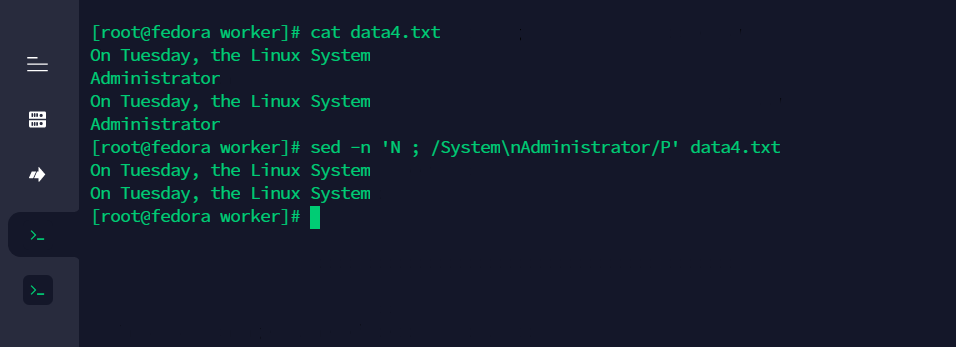 [root@fedora worker]# cat data4.txt
On Tuesday, the Linux System
Administrator
On Tuesday, the Linux System
Administrator
[root@fedora worker]# sed -n 'N ; /System\nAdministrator/P' data4.txt
On Tuesday, the Linux System
On Tuesday, the Linux System
[root@fedora worker]#